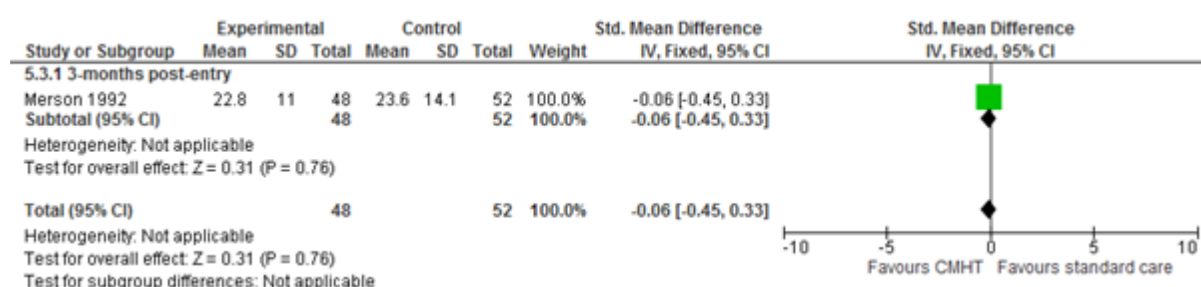 Experimental Control Std. Mean Difference Std. Mean Difference
Study or Subgroup Mean SD Total Mean SD Total Weight IV, Fixed, 95% CI IV, Fixed, 95% CI
5.3.1 3-months post-entry
Merson 1992 22.8 11 48 23.6 14.1 52 100.0% -0.06 [-0.45, 0.33]
Subtotal (95% CI) 48 52 100.0% -0.06 [-0.45, 0.33]
Heterogeneity: Not applicable
Test for overall effect: Z = 0.31 (P = 0.76)
Total (95% CI) 48 52 100.0% -0.06 [-0.45, 0.33]
Heterogeneity: Not applicable
Test for overall effect: Z = 0.31 (P = 0.76)
Test for subgroup differences: Not applicable
-10 -5 0 5 10
Favours CMHT Favours standard care